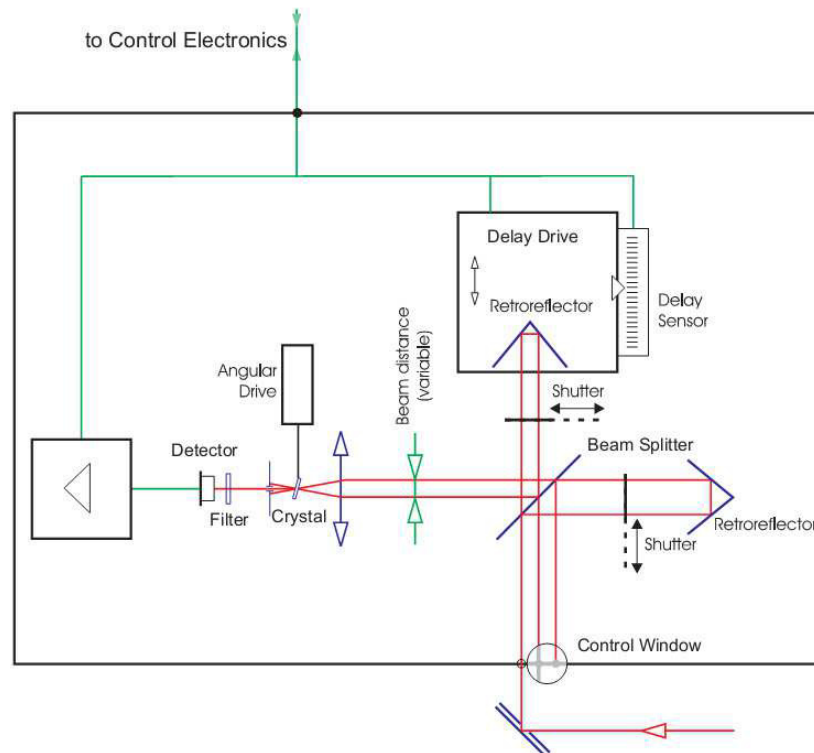 to Control Electronics
Delay Drive
Retroreflector
Delay
Sensor
Angular
Drive
Beam distance
(variable)
Shutter
Beam Splitter
Detector
Filter
Crystal
Shutter
Retroreflector
Control Window